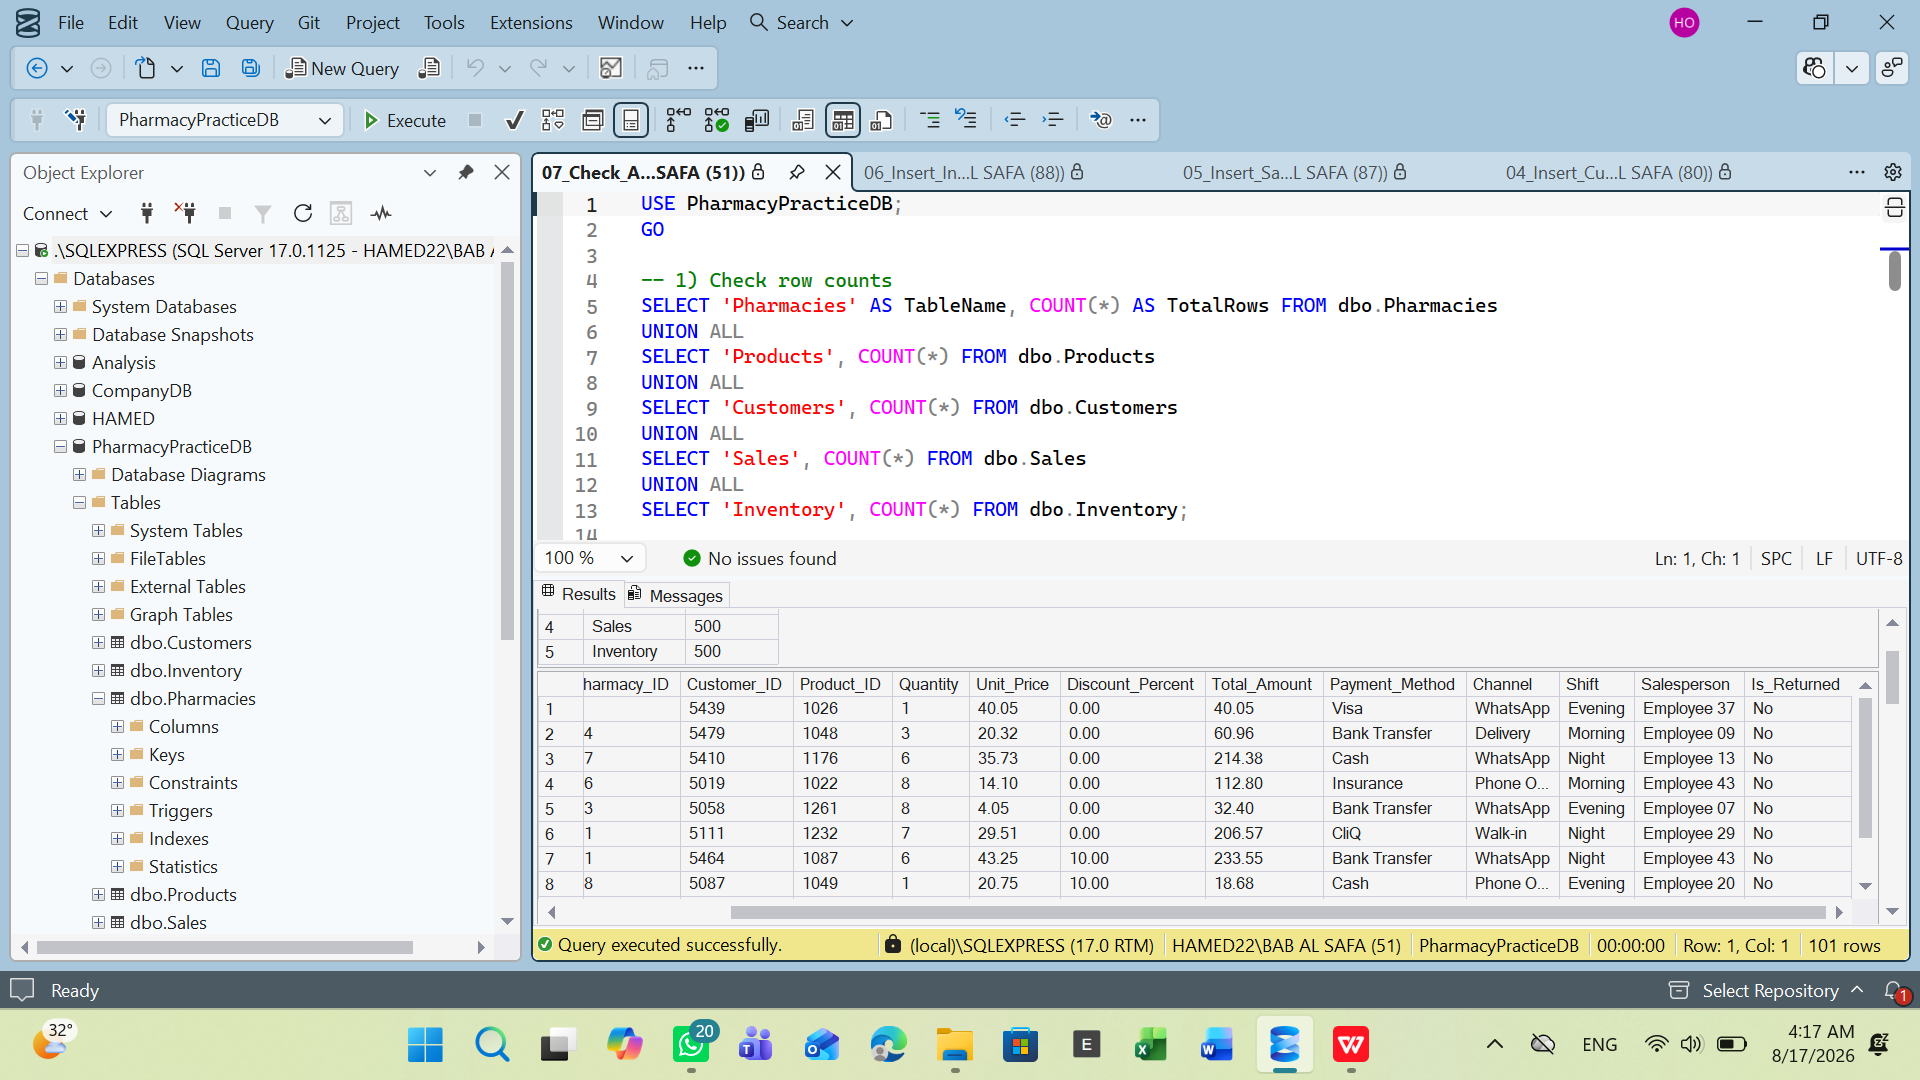 File Edit View Query Git Project Tools Extensions Window Help Search HO
New Query
PharmacyPracticeDB Execute
Object Explorer
Connect
.\SQLEXPRESS (SQL Server 17.0.1125 - HAMED22\BAB A
Databases
System Databases
Database Snapshots
Analysis
CompanyDB
HAMED
PharmacyPracticeDB
Database Diagrams
Tables
System Tables
FileTables
External Tables
Graph Tables
dbo.Customers
dbo.Inventory
dbo.Pharmacies
Columns
Keys
Constraints
Triggers
Indexes
Statistics
dbo.Products
dbo.Sales
07_Check_A...SAFA (51)) 06_Insert_In...L SAFA (88)) 05_Insert_Sa...L SAFA (87)) 04_Insert_Cu...L SAFA (80))
1 USE PharmacyPracticeDB;
2 GO
3
4 -- 1) Check row counts
5 SELECT 'Pharmacies' AS TableName, COUNT(*) AS TotalRows FROM dbo.Pharmacies
6 UNION ALL
7 SELECT 'Products', COUNT(*) FROM dbo.Products
8 UNION ALL
9 SELECT 'Customers', COUNT(*) FROM dbo.Customers
10 UNION ALL
11 SELECT 'Sales', COUNT(*) FROM dbo.Sales
12 UNION ALL
13 SELECT 'Inventory', COUNT(*) FROM dbo.Inventory;
14
100 % No issues found Ln: 1, Ch: 1 SPC LF UTF-8
Results Messages
4 Sales 500
5 Inventory 500
harmacy_ID Customer_ID Product_ID Quantity Unit_Price Discount_Percent Total_Amount Payment_Method Channel Shift Salesperson Is_Returned
1 5439 1026 1 40.05 0.00 40.05 Visa WhatsApp Evening Employee 37 No
2 4 5479 1048 3 20.32 0.00 60.96 Bank Transfer Delivery Morning Employee 09 No
3 7 5410 1176 6 35.73 0.00 214.38 Cash WhatsApp Night Employee 13 No
4 6 5019 1022 8 14.10 0.00 112.80 Insurance Phone O... Morning Employee 43 No
5 3 5058 1261 8 4.05 0.00 32.40 Bank Transfer WhatsApp Evening Employee 07 No
6 1 5111 1232 7 29.51 0.00 206.57 CliQ Walk-in Night Employee 29 No
7 1 5464 1087 6 43.25 10.00 233.55 Bank Transfer WhatsApp Night Employee 43 No
8 8 5087 1049 1 20.75 10.00 18.68 Cash Phone O... Evening Employee 20 No
Query executed successfully. (local)\SQLEXPRESS (17.0 RTM) HAMED22\BAB AL SAFA (51) PharmacyPracticeDB 00:00:00 Row: 1, Col: 1 101 rows
Ready Select Repository 1
32° 20 ENG 4:17 AM
8/17/2026